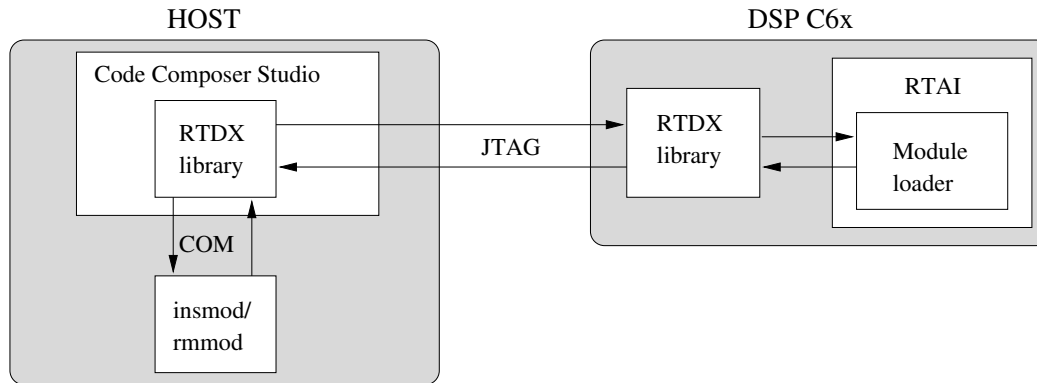 HOST
DSP C6x
Code Composer Studio
RTDX
library
JTAG
RTDX
library
RTAI
Module
loader
COM
insmod/
rmmod